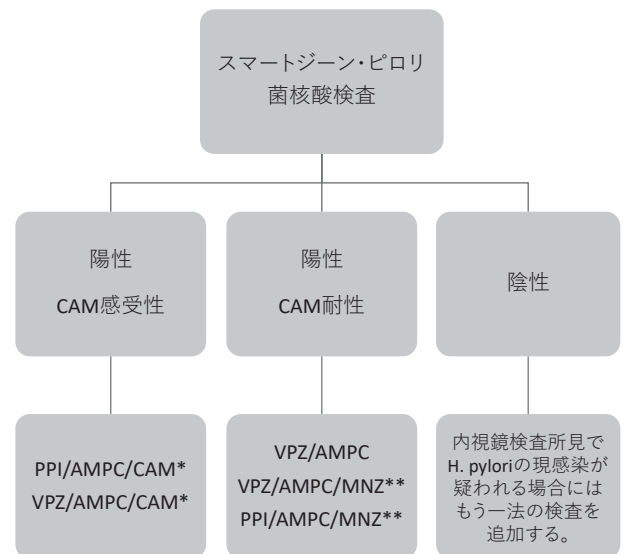 スマートジーン・ピロリ
菌核酸検査
陽性
CAM感受性
陽性
CAM耐性
陰性
PPI/AMPC/CAM*
VPZ/AMPC/CAM*
VPZ/AMPC
VPZ/AMPC/MNZ**
PPI/AMPC/MNZ**
内視鏡検査所見で
H. pyloriの現感染が
疑われる場合には
もう一法の検査を
追加する。